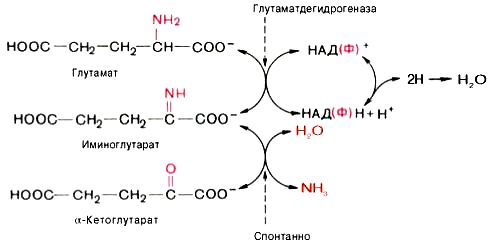 Глутаматдегидрогеназа
NH₂
HOOC—CH₂—CH₂—CH—COO⁻
НАД(Ф)⁺
Глутамат
2H → H₂O
NH
HOOC—CH₂—CH₂—C—COO⁻
НАД(Ф)H + H⁺
Иминоглутарат
H₂O
O
HOOC—CH₂—CH₂—C—COO⁻
NH₃
α-Кетоглутарат
Спонтанно